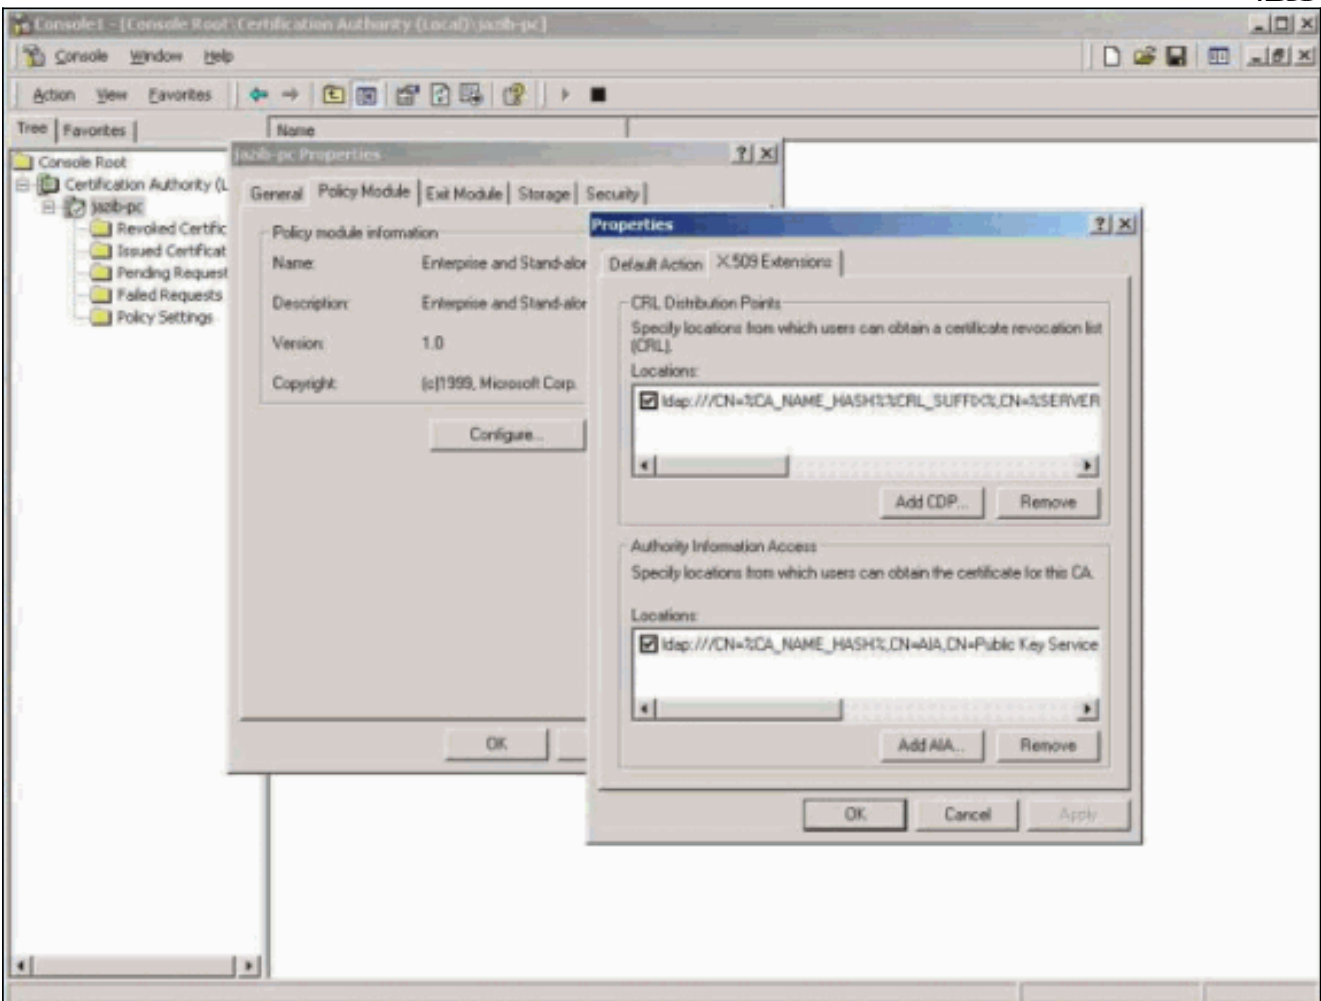 Console1 - [Console Root\Certification Authority (Local)\jazib-pc]
Console Window Help
Action View Favorites
Tree Favorites
Name
Console Root
Certification Authority (L
jazib-pc
Revoked Certific
Issued Certificat
Pending Request
Failed Requests
Policy Settings
jazib-pc Properties
General Policy Module Exit Module Storage Security
Policy module information
Name: Enterprise and Stand-alor
Description: Enterprise and Stand-alor
Version: 1.0
Copyright: (c)1999, Microsoft Corp.
Configure...
OK
Properties
Default Action X.509 Extensions
CRL Distribution Points
Specify locations from which users can obtain a certificate revocation list
(CRL).
Locations:
ldap:///CN=%CA_NAME_HASH%%CRL_SUFFIX%,CN=%SERVER
Add CDP... Remove
Authority Information Access
Specify locations from which users can obtain the certificate for this CA.
Locations:
ldap:///CN=%CA_NAME_HASH%,CN=AIA,CN=Public Key Service
Add AIA... Remove
OK Cancel Apply